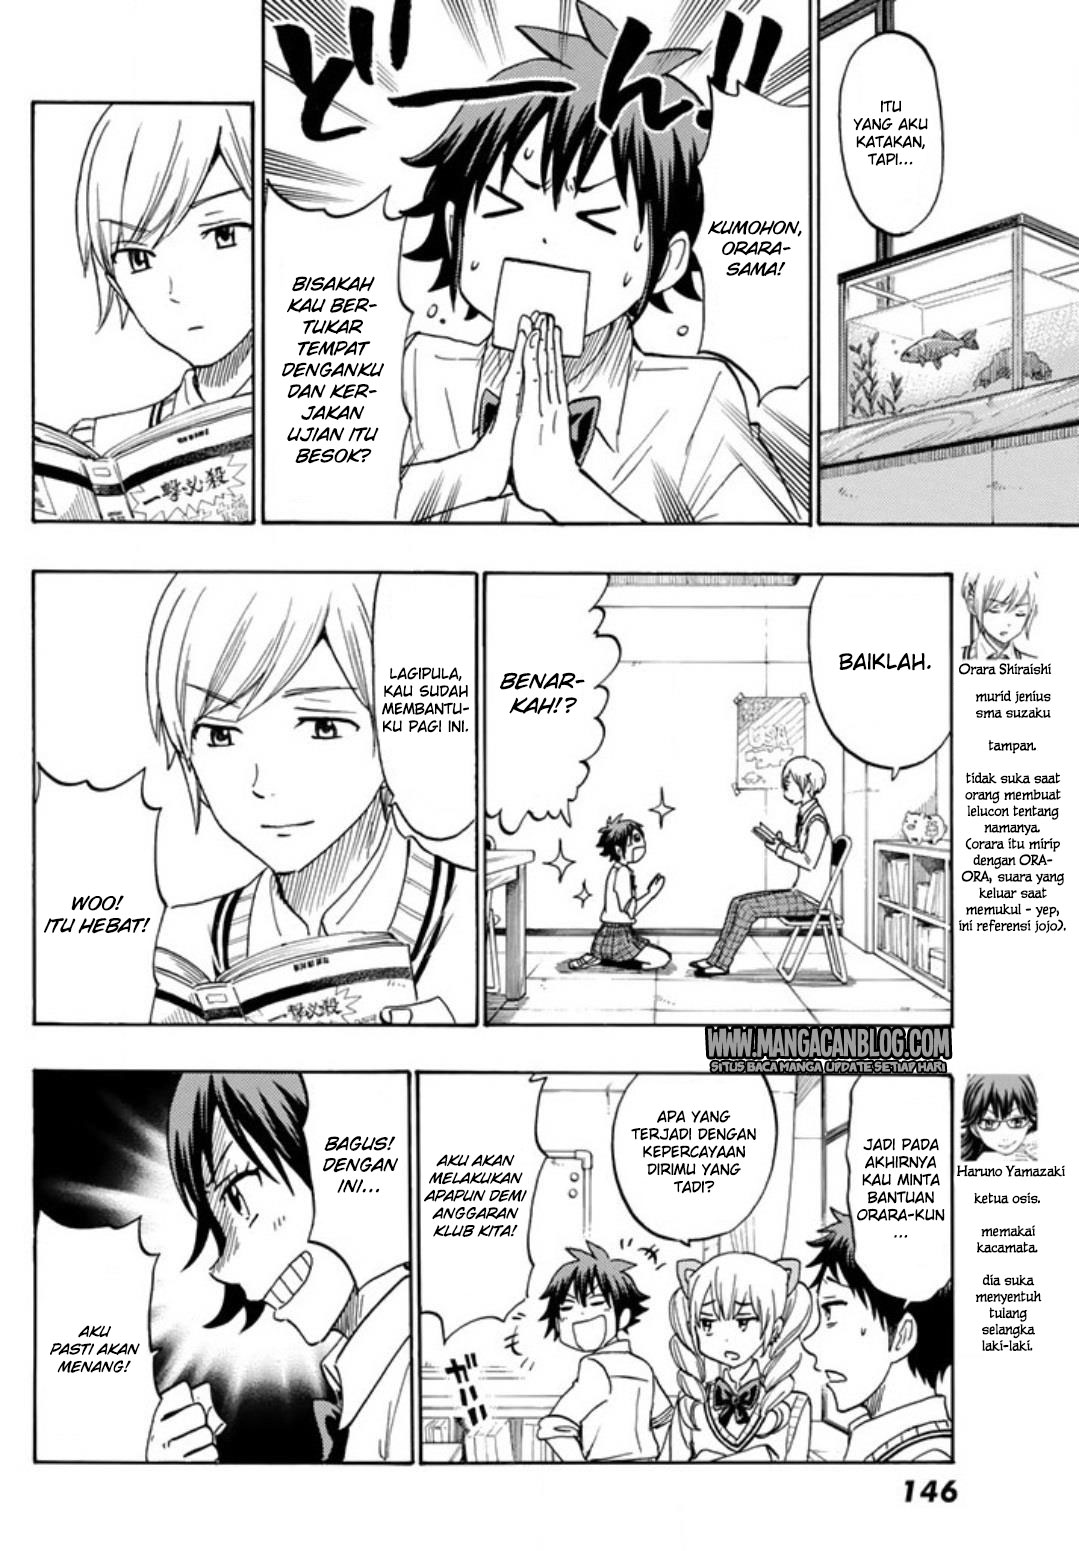 ITU
YANG AKU
KATAKAN,
TAPI...
どーん!!
KUMOHON,
ORARA-
SAMA!
BISAKAH
KAU BER-
TUKAR
TEMPAT
DENGANKU
DAN KER-
JAKAN
UJIAN ITU
BESOK?
一撃必殺
BAIKLAH.
BENAR-
KAH!?
LAGIPULA,
KAU SUDAH
MEMBANTU-
KU PAGI INI.
WOO!
ITU HEBAT!
一撃必殺
Orara Shiraishi
murid jenius
sma suzaku
tampan.
tidak suka saat
orang membuat
lelucon tentang
namanya.
(orara itu mirip
dengan ORA-
ORA, suara yang
keluar saat
memukul - yep,
ini referensi jojo).
WWW.MANGACANBLOG.COM
SITUS BACA MANGA UPDATE SETIAP HARI
JADI PADA
AKHIRNYA
KAU MINTA
BANTUAN
ORARA-KUN
...
APA YANG
TERJADI DENGAN
KEPERCAYAAN
DIRIMU YANG
TADI?
AKU AKAN
MELAKUKAN
APAPUN DEMI
ANGGARAN
KLUB KITA!
BAGUS!
DENGAN
INI...
AKU
PASTI AKAN
MENANG!
Haruno Yamazaki
ketua osis.
memakai
kacamata.
dia suka
menyentuh
tulang
selangka
laki-laki.
146